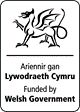 Ariennir gan
Lywodraeth Cymru
Funded by
Welsh Government